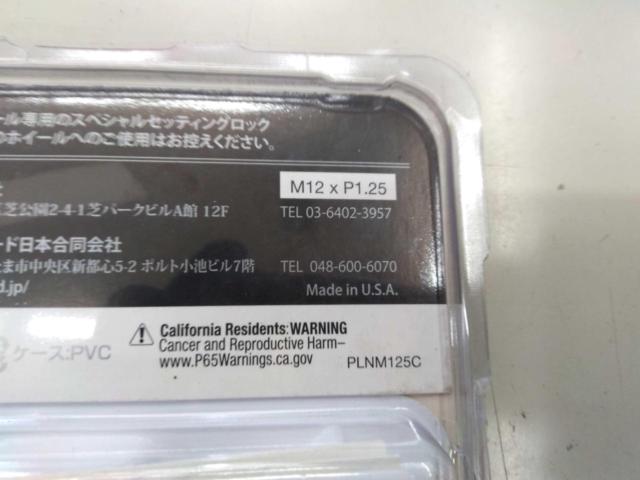 ール専用のスペシャルセッティングロック
のホイールへのご使用はお控えください。
M12 x P1.25
芝公園2-4-1芝パークビルA館 12F TEL 03-6402-3957
ード日本合同会社
ま市中央区新都心5-2 ポルト小池ビル7階 TEL 048-600-6070
d.jp/ Made in U.S.A.
ケース:PVC
California Residents: WARNING
Cancer and Reproductive Harm–
www.P65Warnings.ca.gov
PLNM125C